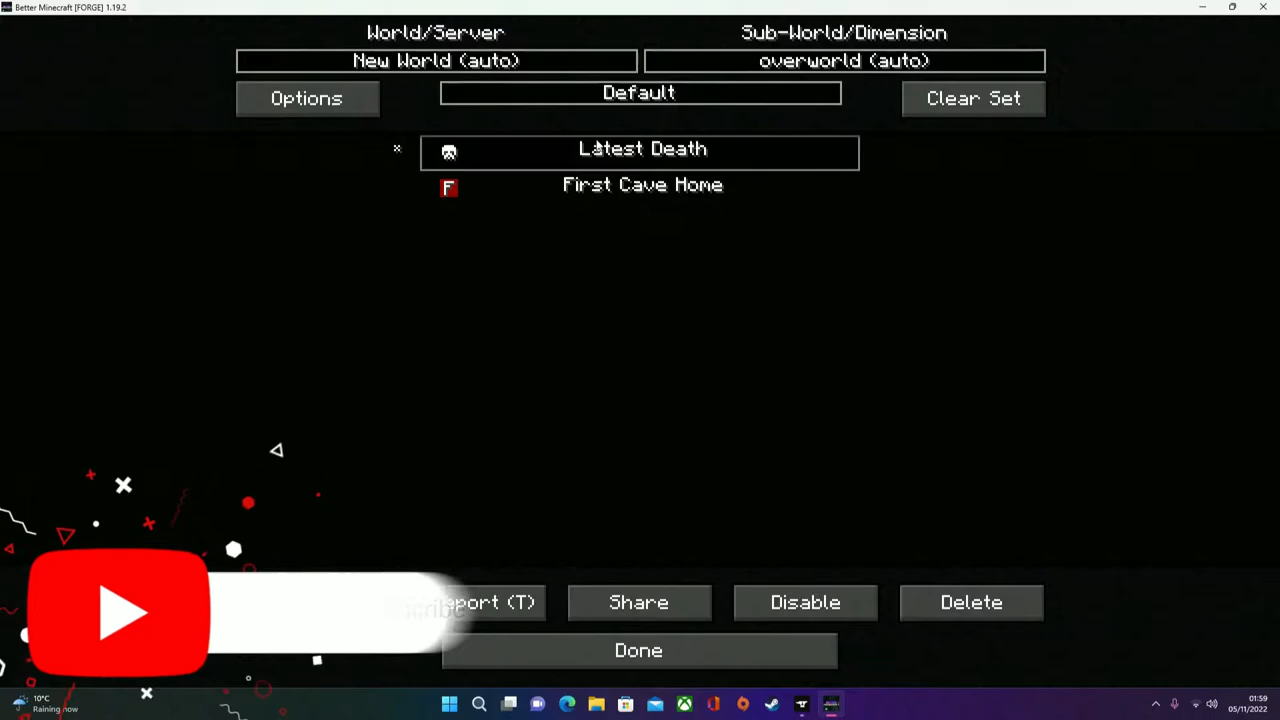 Better Minecraft [FORGE] 1.19.2
World/Server
Sub-World/Dimension
New World (auto)
overworld (auto)
Options
Default
Clear Set
x
Latest Death
F
First Cave Home
(T)
Share
Disable
Delete
Done
10°C
Raining now
01:59
05/11/2022